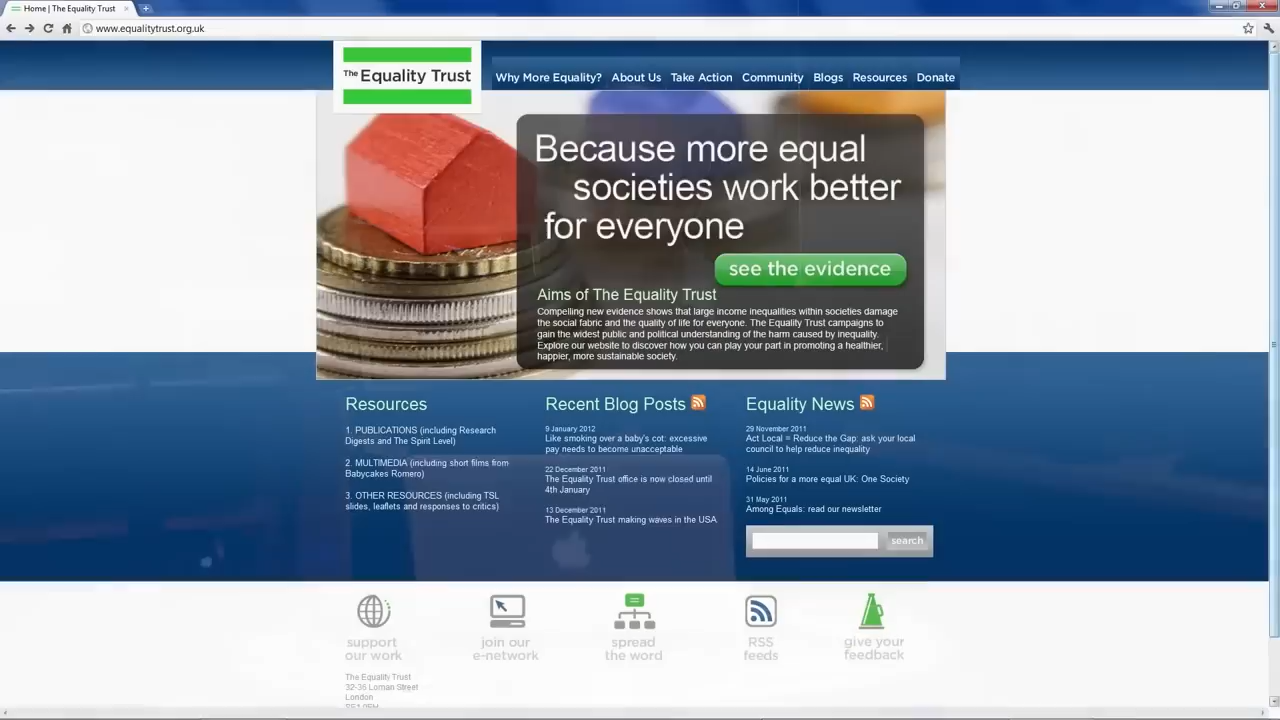 Home | The Equality Trust
www.equalitytrust.org.uk
The Equality Trust
Why More Equality? About Us Take Action Community Blogs Resources Donate
Because more equal
societies work better
for everyone
see the evidence
Aims of The Equality Trust
Compelling new evidence shows that large income inequalities within societies damage
the social fabric and the quality of life for everyone. The Equality Trust campaigns to
gain the widest public and political understanding of the harm caused by inequality.
Explore our website to discover how you can play your part in promoting a healthier,
happier, more sustainable society.
Resources
1. PUBLICATIONS (including Research
Digests and The Spirit Level)
2. MULTIMEDIA (including short films from
Babycakes Romero)
3. OTHER RESOURCES (including TSL
slides, leaflets and responses to critics)
Recent Blog Posts
9 January 2012
Like smoking over a baby's cot: excessive
pay needs to become unacceptable
22 December 2011
The Equality Trust office is now closed until
4th January
13 December 2011
The Equality Trust making waves in the USA
Equality News
29 November 2011
Act Local = Reduce the Gap: ask your local
council to help reduce inequality
14 June 2011
Policies for a more equal UK: One Society
31 May 2011
Among Equals: read our newsletter
search
support
our work
join our
e-network
spread
the word
RSS
feeds
give your
feedback
The Equality Trust
32-36 Loman Street
London